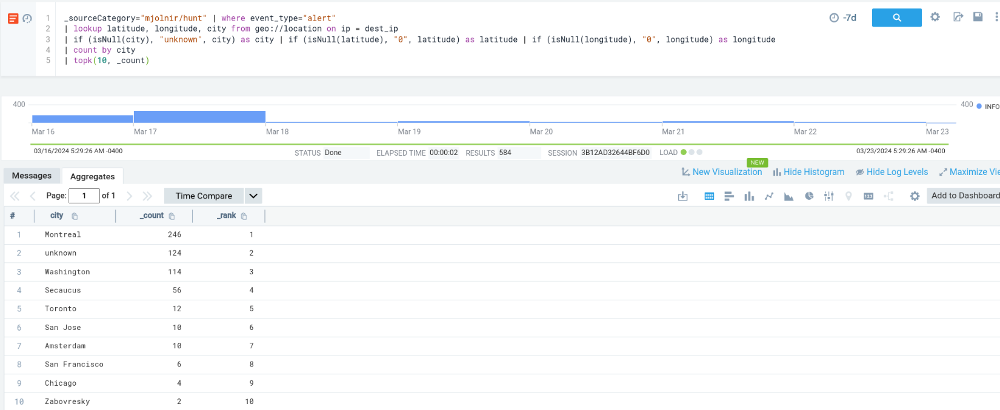 1 _sourceCategory="mjolnir/hunt" | where event_type="alert"
2 | lookup latitude, longitude, city from geo://location on ip = dest_ip
3 | if (isNull(city), "unknown", city) as city | if (isNull(latitude), "0", latitude) as latitude | if (isNull(longitude), "0", longitude) as longitude
4 | count by city
5 | topk(10, _count)
-7d
400 400 INFO
Mar 16 Mar 17 Mar 18 Mar 19 Mar 20 Mar 21 Mar 22 Mar 23
03/16/2024 5:29:26 AM -0400 STATUS Done ELAPSED TIME 00:00:02 RESULTS 584 SESSION 3B12AD32644BF6D0 LOAD 03/23/2024 5:29:26 AM -0400
NEW
Messages Aggregates New Visualization Hide Histogram Hide Log Levels Maximize Vie
Page: 1 of 1 Time Compare 123 Add to Dashboard
# city _count _rank
1 Montreal 246 1
2 unknown 124 2
3 Washington 114 3
4 Secaucus 56 4
5 Toronto 12 5
6 San Jose 10 6
7 Amsterdam 10 7
8 San Francisco 6 8
9 Chicago 4 9
10 Zabovresky 2 10